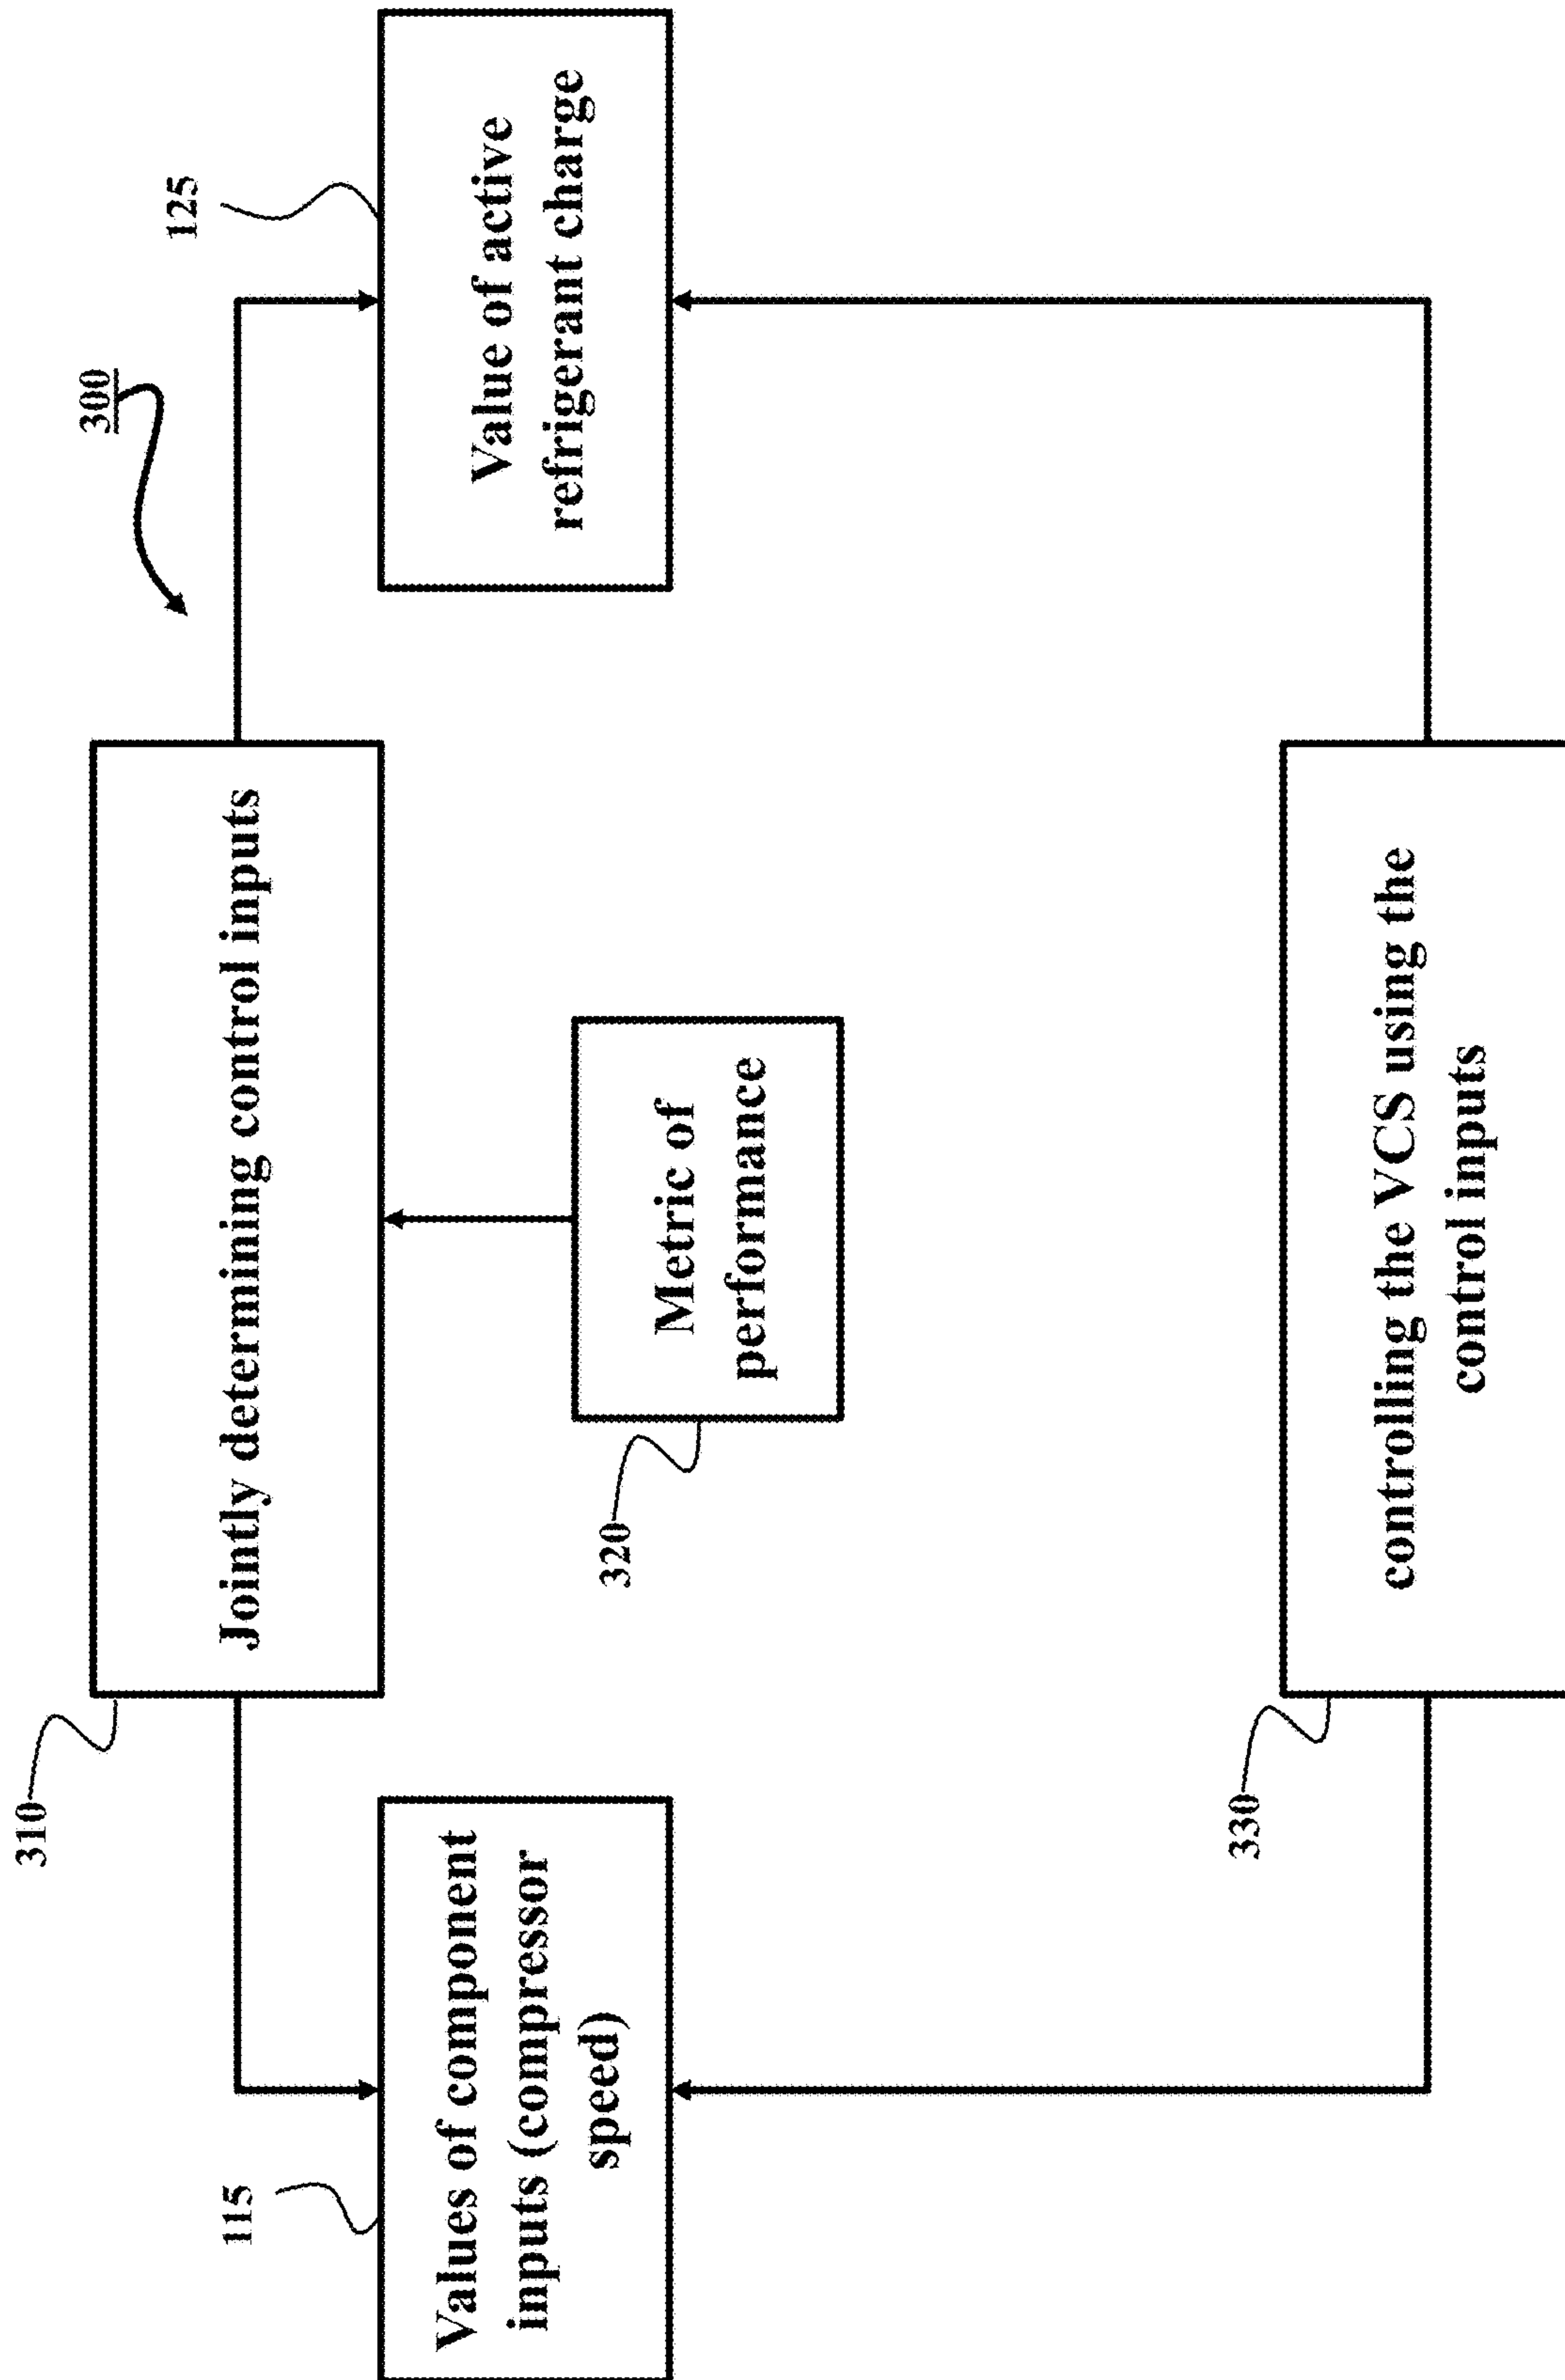 300
310
Jointly determining control inputs
115
Values of component
inputs (compressor
speed)
125
Value of active
refrigerant charge
320
Metric of
performance
330
controlling the VCS using the
control inputs